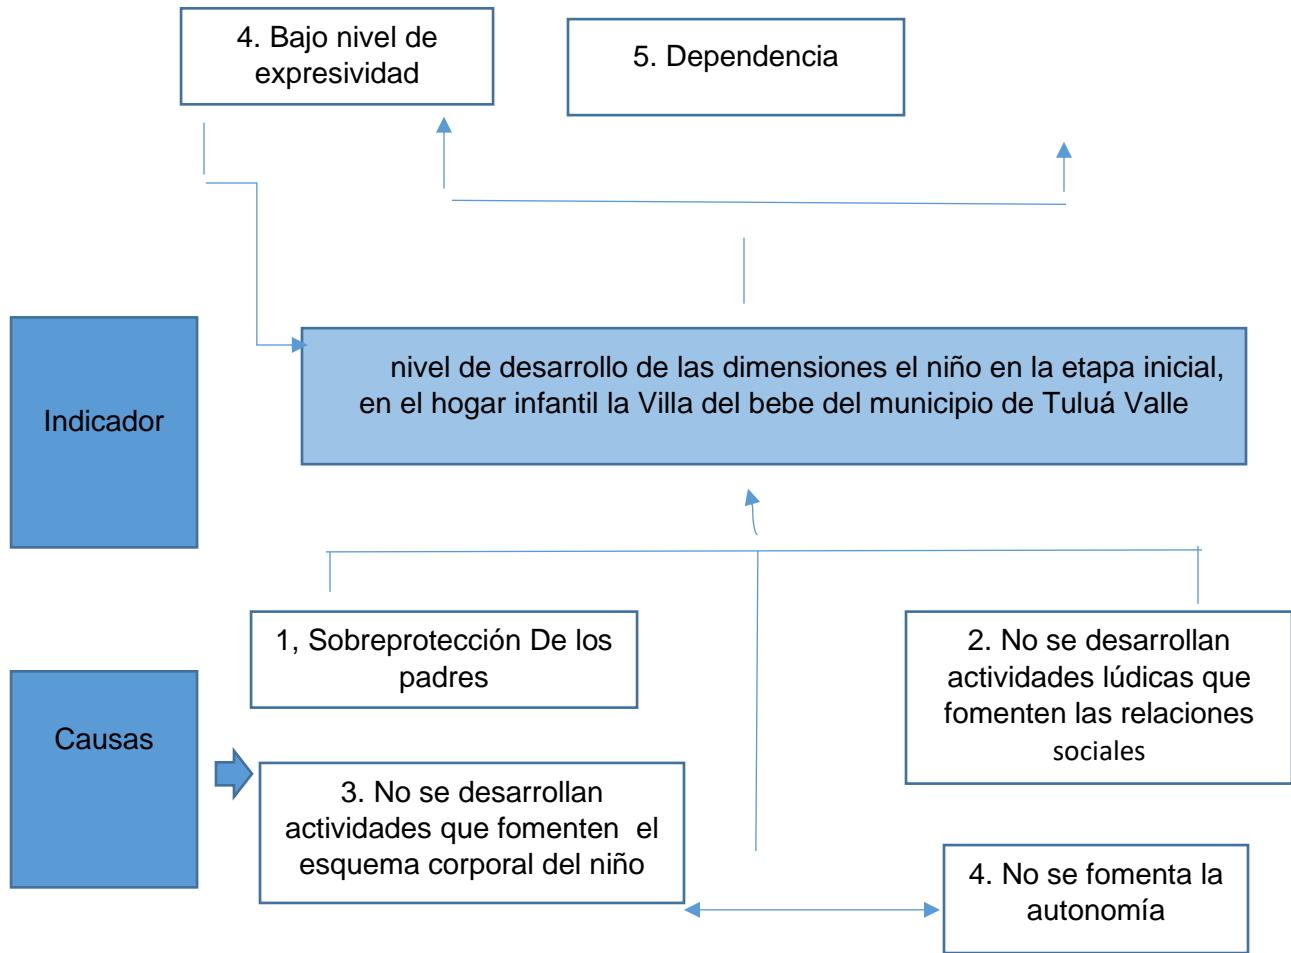 4. Bajo nivel de
expresividad
5. Dependencia
Indicador
nivel de desarrollo de las dimensiones el niño en la etapa inicial,
en el hogar infantil la Villa del bebe del municipio de Tuluá Valle
1, Sobreprotección De los
padres
2. No se desarrollan
actividades lúdicas que
fomenten las relaciones
sociales
Causas
3. No se desarrollan
actividades que fomenten el
esquema corporal del niño
4. No se fomenta la
autonomía